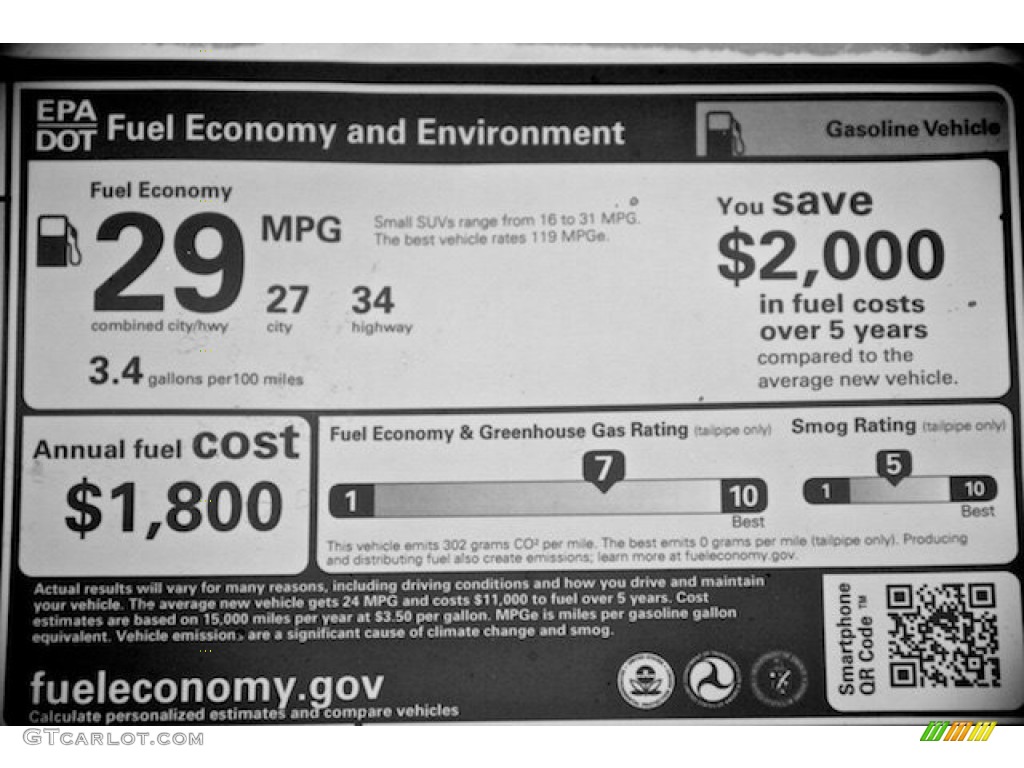 EPA
DOT
Fuel Economy and Environment
Gasoline Vehicle
Fuel Economy
29 MPG
combined city/hwy
27
city
34
highway
Small SUVs range from 16 to 31 MPG.
The best vehicle rates 119 MPGe.
3.4 gallons per100 miles
You save
$2,000
in fuel costs
over 5 years
compared to the
average new vehicle.
Annual fuel cost
$1,800
Fuel Economy & Greenhouse Gas Rating (tailpipe only)
7
1
10
Best
Smog Rating (tailpipe only)
5
1
10
Best
This vehicle emits 302 grams CO² per mile. The best emits 0 grams per mile (tailpipe only). Producing
and distributing fuel also create emissions; learn more at fueleconomy.gov.
Actual results will vary for many reasons, including driving conditions and how you drive and maintain
your vehicle. The average new vehicle gets 24 MPG and costs $11,000 to fuel over 5 years. Cost
estimates are based on 15,000 miles per year at $3.50 per gallon. MPGe is miles per gasoline gallon
equivalent. Vehicle emissions are a significant cause of climate change and smog.
fueleconomy.gov
Calculate personalized estimates and compare vehicles
Smartphone
QR Code ™
GTcarlot.com